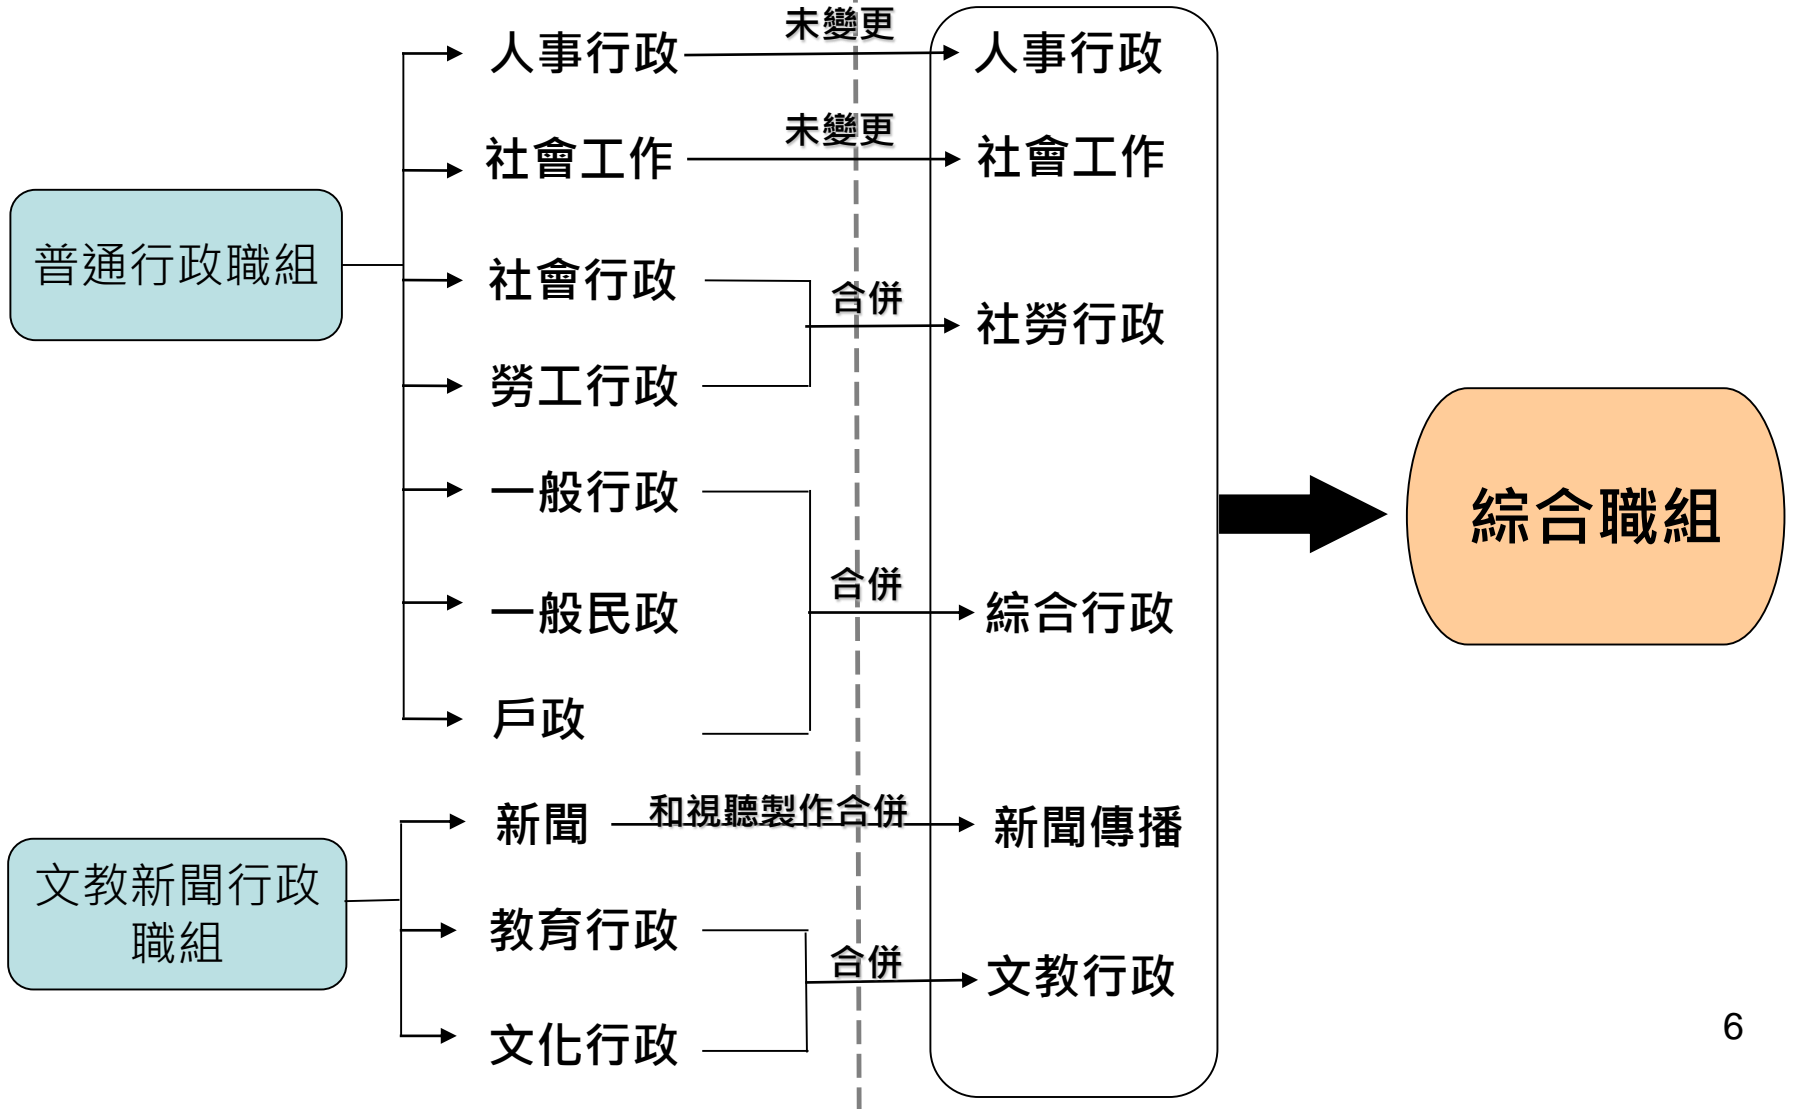 未變更
人事行政
人事行政
未變更
社會工作
社會工作
普通行政職組
社會行政
合併
社勞行政
勞工行政
一般行政
綜合職組
合併
一般民政
綜合行政
戶政
和視聽製作合併
新聞
新聞傳播
文教新聞行政
職組
教育行政
合併
文教行政
文化行政
6